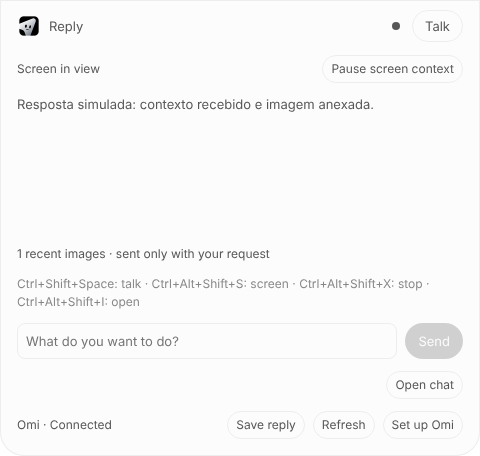 Reply
Talk
Screen in view
Pause screen context
Resposta simulada: contexto recebido e imagem anexada.
1 recent images · sent only with your request
Ctrl+Shift+Space: talk · Ctrl+Alt+Shift+S: screen · Ctrl+Alt+Shift+X: stop ·
Ctrl+Alt+Shift+I: open
What do you want to do?
Send
Open chat
Omi · Connected
Save reply
Refresh
Set up Omi